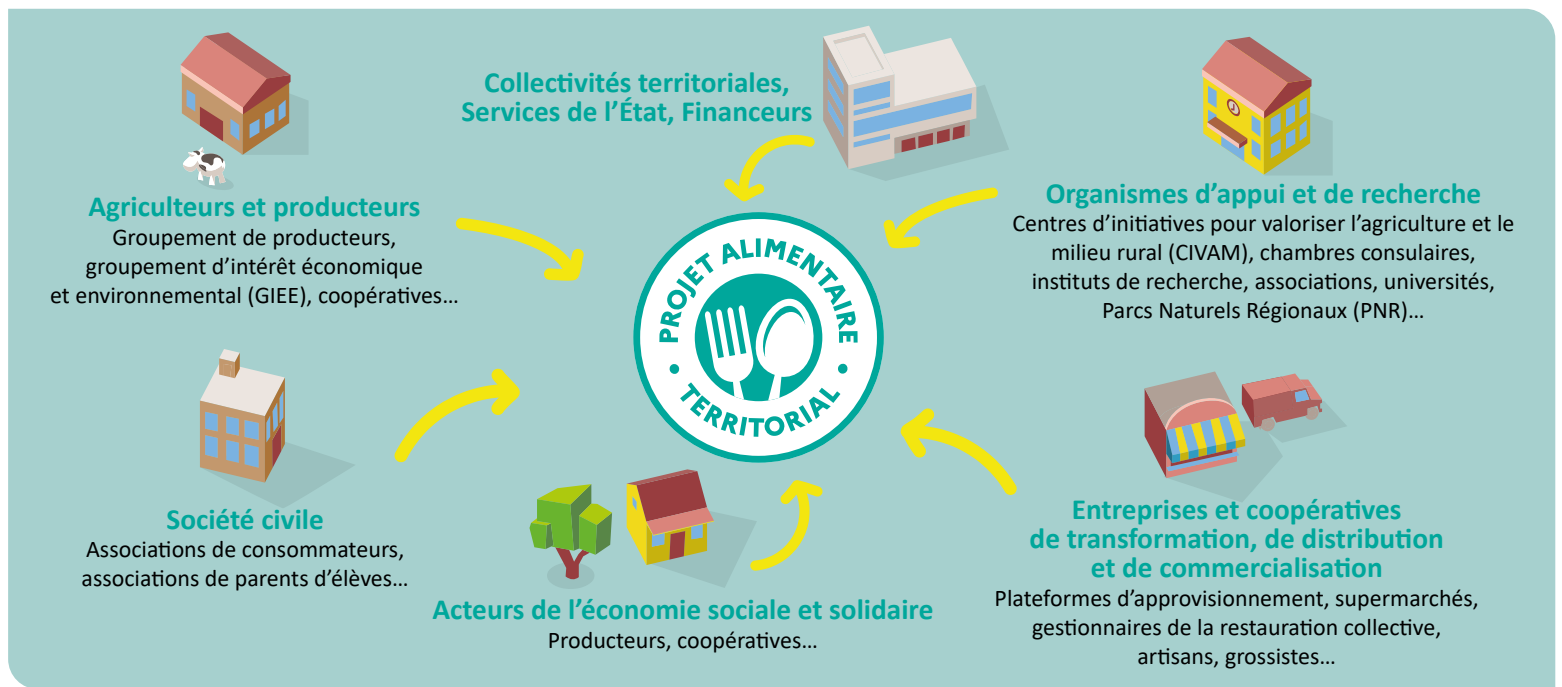 Collectivités territoriales,
Services de l’État, Financeurs
Agriculteurs et producteurs
Groupement de producteurs,
groupement d’intérêt économique
et environnemental (GIEE), coopératives…
Organismes d’appui et de recherche
Centres d’initiatives pour valoriser l’agriculture et le
milieu rural (CIVAM), chambres consulaires,
instituts de recherche, associations, universités,
Parcs Naturels Régionaux (PNR)…
PROJET ALIMENTAIRE
TERRITORIAL
Société civile
Associations de consommateurs,
associations de parents d’élèves…
Acteurs de l’économie sociale et solidaire
Producteurs, coopératives…
Entreprises et coopératives
de transformation, de distribution
et de commercialisation
Plateformes d’approvisionnement, supermarchés,
gestionnaires de la restauration collective,
artisans, grossistes…